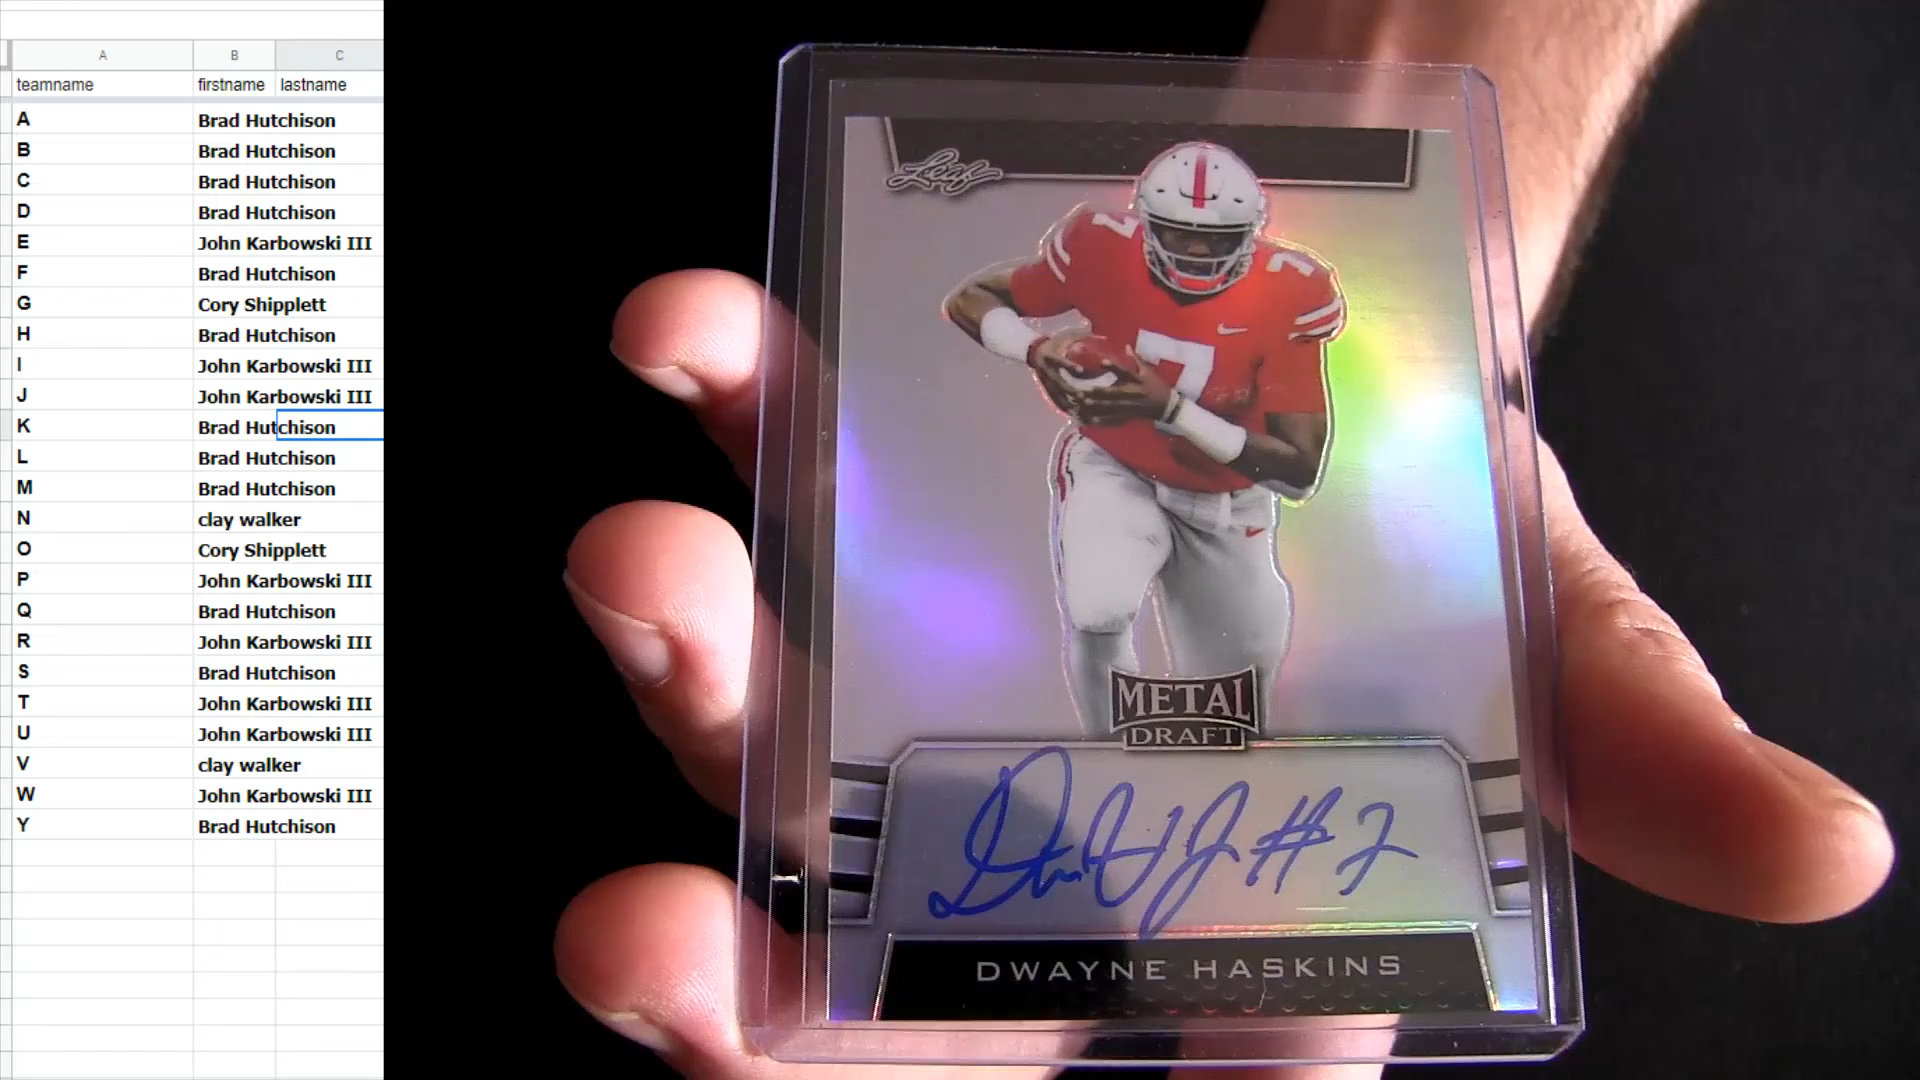 A B C
teamname firstname lastname
A Brad Hutchison
B Brad Hutchison
C Brad Hutchison
D Brad Hutchison
E John Karbowski III
F Brad Hutchison
G Cory Shipplett
H Brad Hutchison
I John Karbowski III
J John Karbowski III
K Brad Hutchison
L Brad Hutchison
M Brad Hutchison
N clay walker
O Cory Shipplett
P John Karbowski III
Q Brad Hutchison
R John Karbowski III
S Brad Hutchison
T John Karbowski III
U John Karbowski III
V clay walker
W John Karbowski III
Y Brad Hutchison
Leaf
7 7
7
METAL
DRAFT
#7
DWAYNE HASKINS